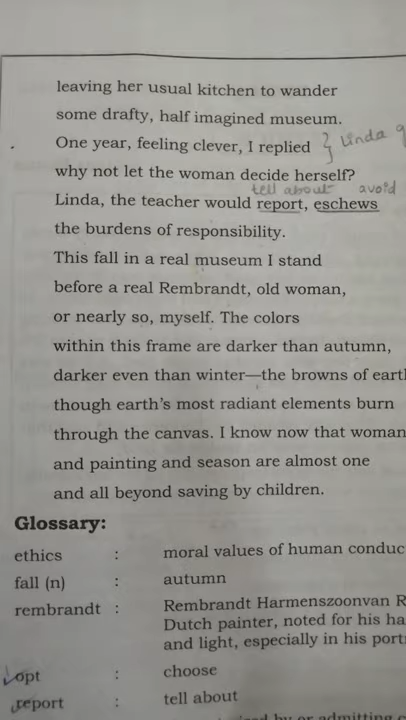 leaving her usual kitchen to wander
some drafty, half imagined museum.
One year, feeling clever, I replied } Linda
why not let the woman decide herself?
tell about avoid
Linda, the teacher would report, eschews
the burdens of responsibility.
This fall in a real museum I stand
before a real Rembrandt, old woman,
or nearly so, myself. The colors
within this frame are darker than autumn,
darker even than winter—the browns of eart
though earth's most radiant elements burn
through the canvas. I know now that woman
and painting and season are almost one
and all beyond saving by children.
Glossary:
ethics : moral values of human conduc
fall (n) : autumn
rembrandt : Rembrandt Harmenszoonvan R
Dutch painter, noted for his ha
and light, especially in his port
opt : choose
report : tell about